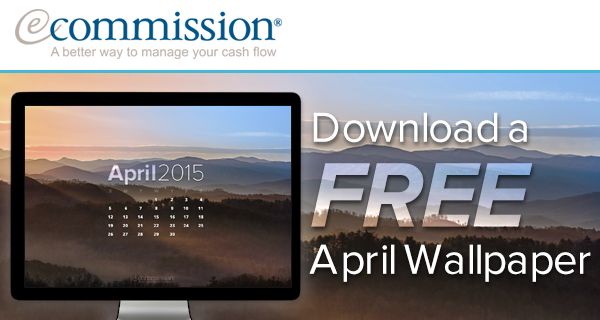 ecommission®
A better way to manage your cash flow
Download a
FREE
April Wallpaper
April2015
1 2 3 4
5 6 7 8 9 10 11
12 13 14 15 16 17 18
19 20 21 22 23 24 25
26 27 28 29 30